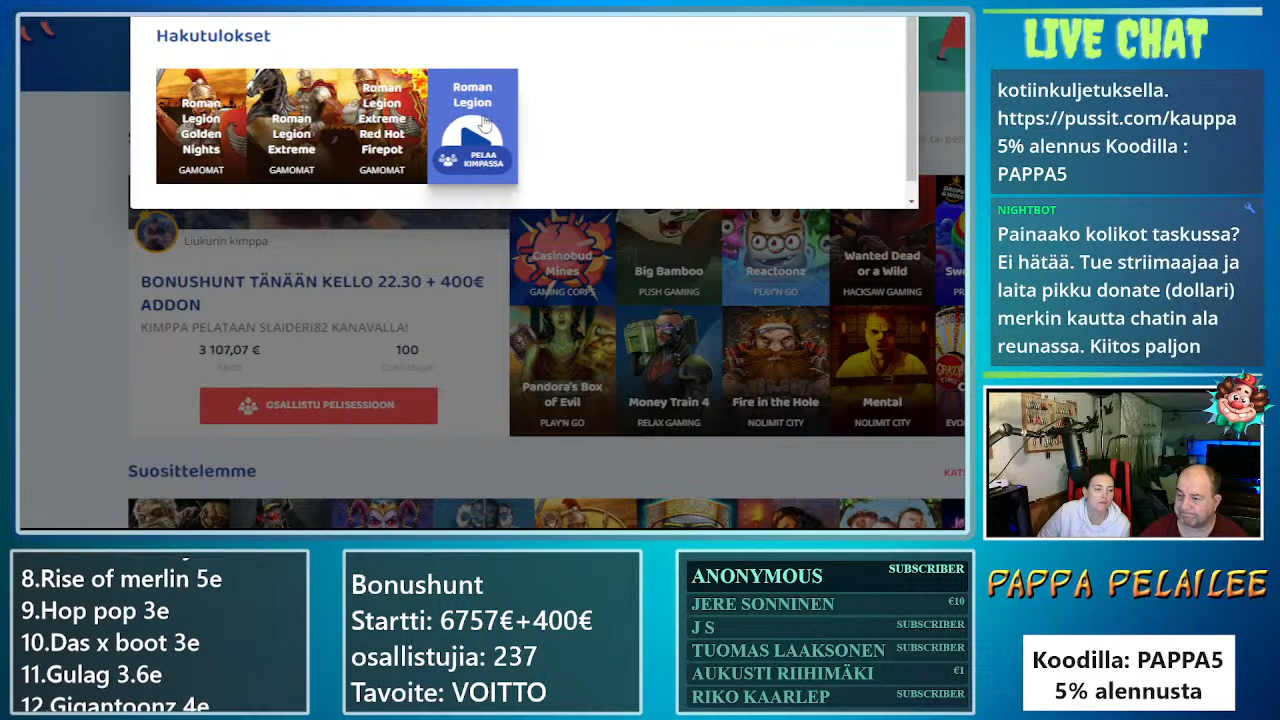 Hakutulokset
Roman
Legion
Golden
Nights
GAMOMAT
Roman
Legion
Extreme
GAMOMAT
Roman
Legion
Extreme
Red Hot
Firepot
GAMOMAT
Roman
Legion
PELAA
KIMPASSA
Liukurin kimppa
BONUSHUNT TÄNÄÄN KELLO 22.30 + 400€
ADDON
KIMPPA PELATAAN SLAIDERI82 KANAVALLA!
3 107,07 €
100
Saldo
OSALLISTU PELISESSIOON
Casinobud
Mines
GAMING CORPS
Big Bamboo
PUSH GAMING
Reactoonz
PLAY'N GO
Wanted Dead
or a Wild
HACKSAW GAMING
Pandora's Box
of Evil
PLAY'N GO
Money Train 4
RELAX GAMING
Fire in the Hole
NOLIMIT CITY
Mental
NOLIMIT CITY
Suosittelemme
LIVE CHAT
kotiinkuljetuksella.
https://pussit.com/kauppa
5% alennus Koodilla :
PAPPA5
NIGHTBOT
Painaako kolikot taskussa?
Ei hätää. Tue striimaajaa ja
laita pikku donate (dollari)
merkin kautta chatin ala
reunassa. Kiitos paljon
8.Rise of merlin 5e
9.Hop pop 3e
10.Das x boot 3e
11.Gulag 3.6e
12.Gigantoonz 4e
Bonushunt
Startti: 6757€+400€
osallistujia: 237
Tavoite: VOITTO
ANONYMOUS SUBSCRIBER
JERE SONNINEN €10
J S SUBSCRIBER
TUOMAS LAAKSONEN SUBSCRIBER
AUKUSTI RIIHIMÄKI €1
RIKO KAARLEP SUBSCRIBER
PAPPA PELAILEE
Koodilla: PAPPA5
5% alennusta